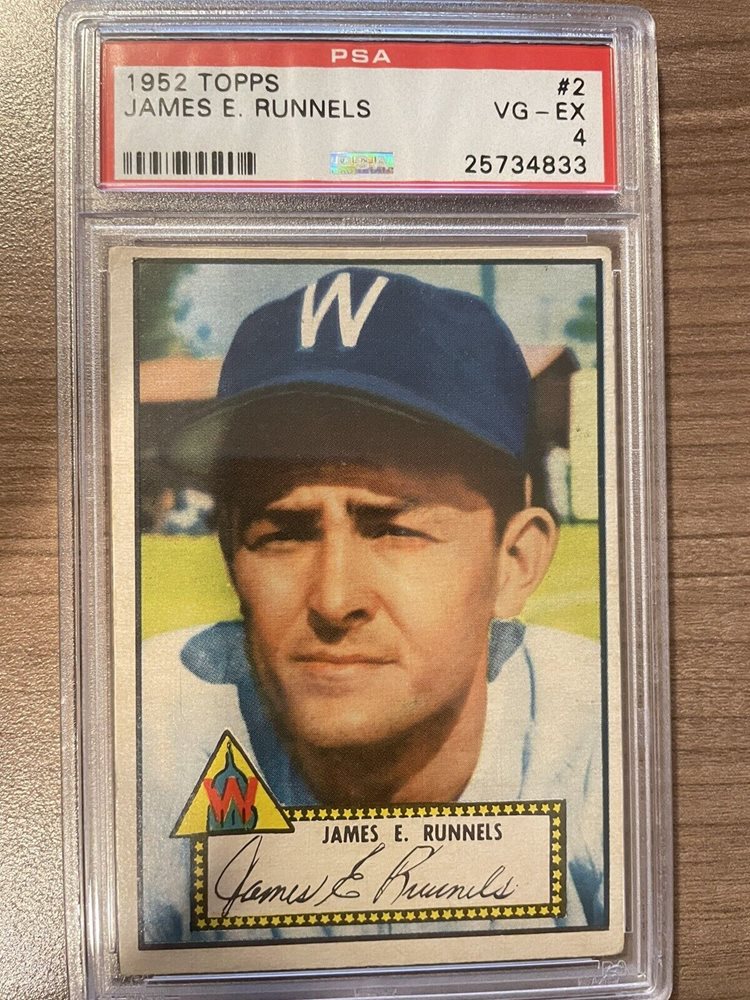 PSA
1952 TOPPS #2
JAMES E. RUNNELS VG - EX
4
25734833
W
W
JAMES E. RUNNELS
James E Runnels